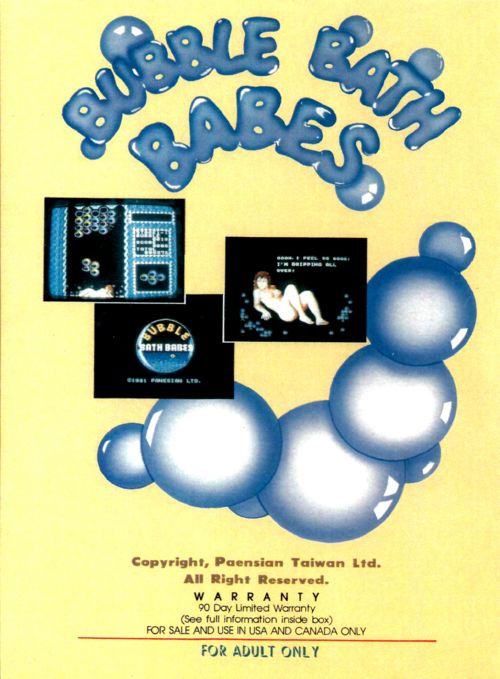 BUBBLE BATH
BABES
OOOH, I FEEL SO GOOD;
I'M DRIPPING ALL
OVER!
BUBBLE
BATH BABES
©1991 PANESIAN LTD.
Copyright, Paensian Taiwan Ltd.
All Right Reserved.
WARRANTY
90 Day Limited Warranty
(See full information inside box)
FOR SALE AND USE IN USA AND CANADA ONLY
FOR ADULT ONLY